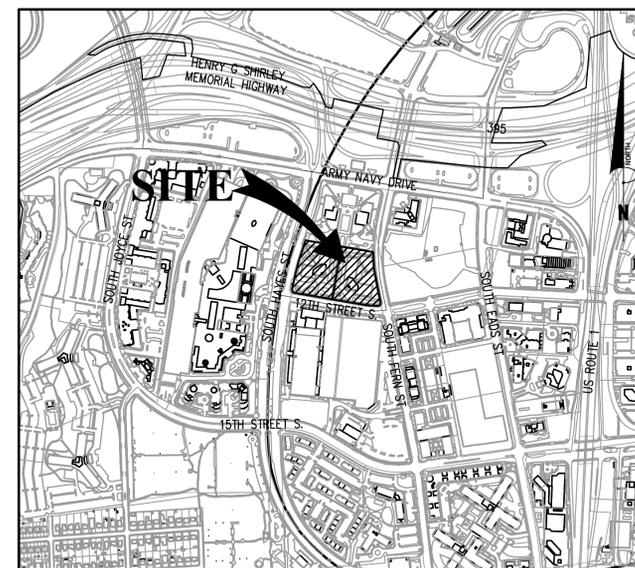 HENRY G SHIRLEY
MEMORIAL HIGHWAY
395
NORTH
N
ARMY NAVY DRIVE
SITE
SOUTH JOYCE ST
SOUTH HAYES ST
12TH STREET S.
SOUTH FERN ST
SOUTH EADS ST
US ROUTE 1
15TH STREET S.